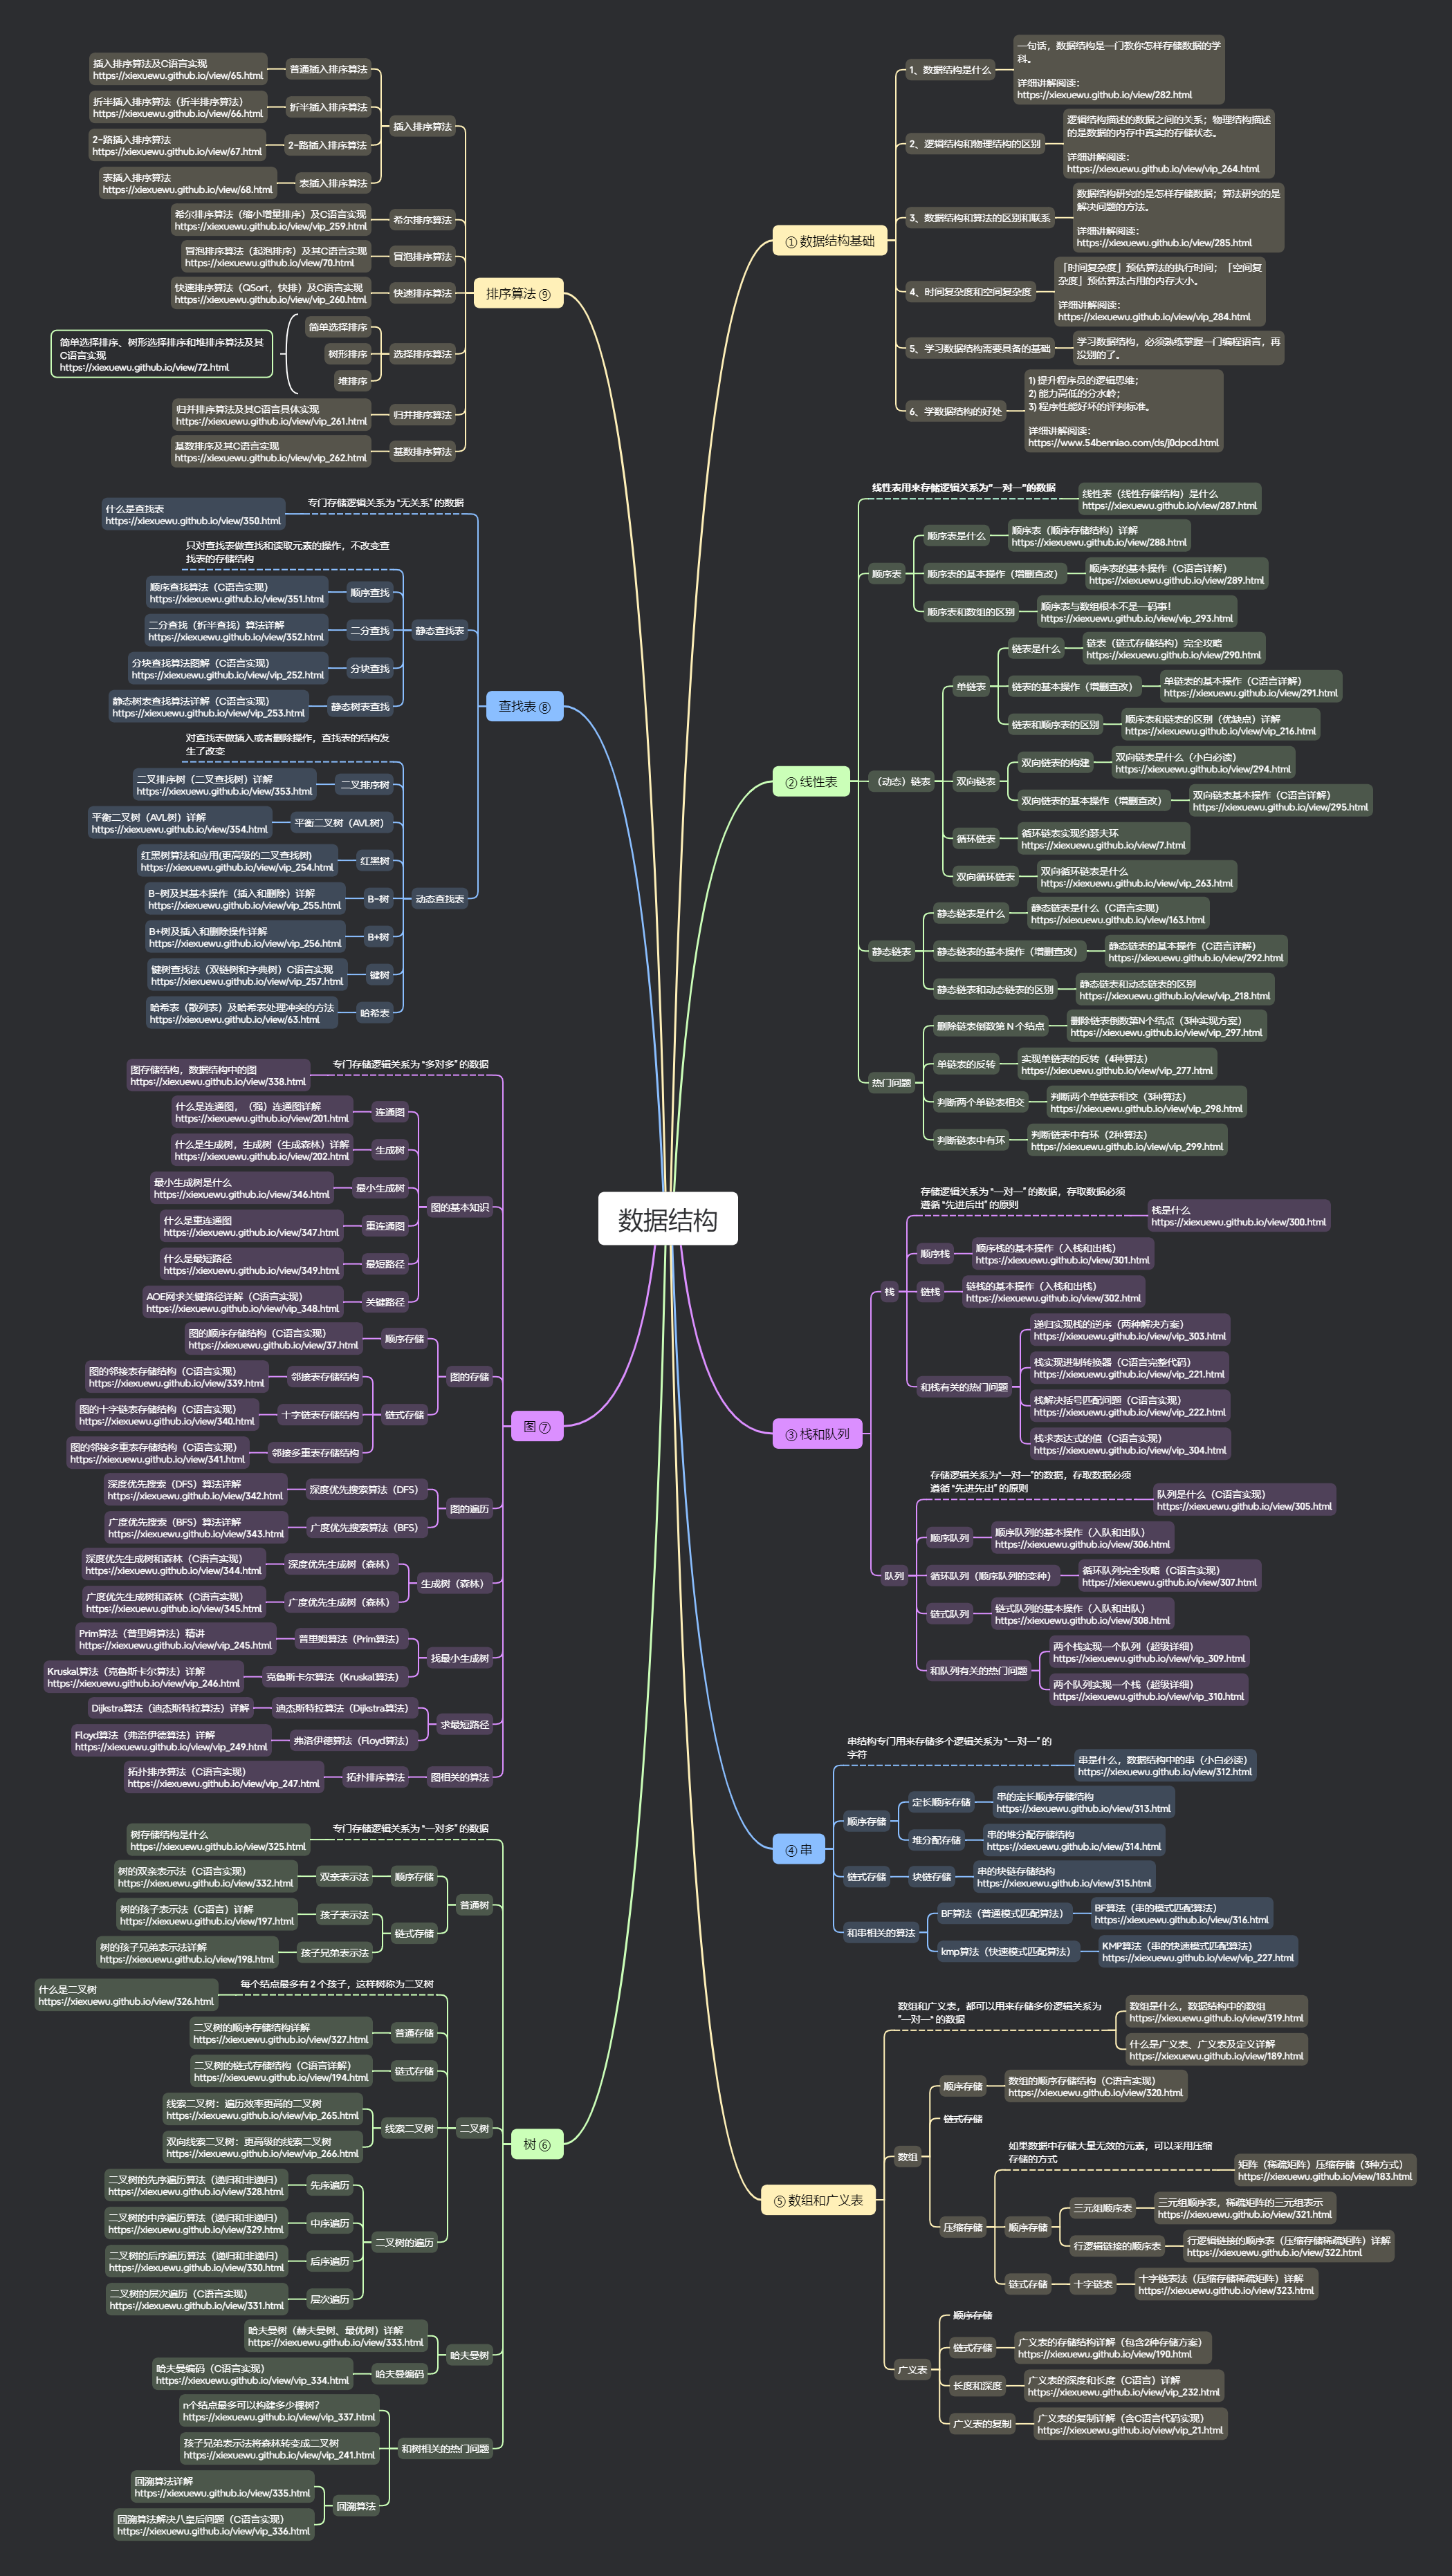 数据结构
① 数据结构基础
1、数据结构是什么
一句话，数据结构是一门教你怎样存储数据的学
科。
详细讲解阅读：
https://xiexuewu.github.io/view/282.html
2、逻辑结构和物理结构的区别
逻辑结构描述的数据之间的关系；物理结构描述
的是数据的内存中真实的存储状态。
详细讲解阅读：
https://xiexuewu.github.io/view/vip_264.html
3、数据结构和算法的区别和联系
数据结构研究的是怎样存储数据；算法研究的是
解决问题的方法。
详细讲解阅读：
https://xiexuewu.github.io/view/285.html
4、时间复杂度和空间复杂度
「时间复杂度」预估算法的执行时间；「空间复
杂度」预估算法占用的内存大小。
详细讲解阅读：
https://xiexuewu.github.io/view/vip_284.html
5、学习数据结构需要具备的基础
学习数据结构，必须熟练掌握一门编程语言，再
没别的了。
6、学数据结构的好处
1) 提升程序员的逻辑思维；
2) 能力高低的分水岭；
3) 程序性能好坏的评判标准。
详细讲解阅读：
https://www.54benniao.com/ds/j0dpcd.html
② 线性表
线性表用来存储逻辑关系为“一对一”的数据
线性表（线性存储结构）是什么
https://xiexuewu.github.io/view/287.html
顺序表
顺序表是什么
顺序表（顺序存储结构）详解
https://xiexuewu.github.io/view/288.html
顺序表的基本操作（增删查改）
顺序表的基本操作（C语言详解）
https://xiexuewu.github.io/view/289.html
顺序表和数组的区别
顺序表与数组根本不是一码事！
https://xiexuewu.github.io/view/vip_293.html
（动态）链表
单链表
链表是什么
链表（链式存储结构）完全攻略
https://xiexuewu.github.io/view/290.html
链表的基本操作（增删查改）
单链表的基本操作（C语言详解）
https://xiexuewu.github.io/view/291.html
链表和顺序表的区别
顺序表和链表的区别（优缺点）详解
https://xiexuewu.github.io/view/vip_216.html
双向链表
双向链表的构建
双向链表是什么（小白必读）
https://xiexuewu.github.io/view/294.html
双向链表的基本操作（增删查改）
双向链表基本操作（C语言详解）
https://xiexuewu.github.io/view/295.html
循环链表
循环链表实现约瑟夫环
https://xiexuewu.github.io/view/7.html
双向循环链表
双向循环链表是什么
https://xiexuewu.github.io/view/vip_263.html
静态链表
静态链表是什么
静态链表是什么（C语言实现）
https://xiexuewu.github.io/view/163.html
静态链表的基本操作（增删查改）
静态链表的基本操作（C语言详解）
https://xiexuewu.github.io/view/292.html
静态链表和动态链表的区别
静态链表和动态链表的区别
https://xiexuewu.github.io/view/vip_218.html
热门问题
删除链表倒数第 N 个结点
删除链表倒数第N个结点（3种实现方案）
https://xiexuewu.github.io/view/vip_297.html
单链表的反转
实现单链表的反转（4种算法）
https://xiexuewu.github.io/view/vip_277.html
判断两个单链表相交
判断两个单链表相交（3种算法）
https://xiexuewu.github.io/view/vip_298.html
判断链表中有环
判断链表中有环（2种算法）
https://xiexuewu.github.io/view/vip_299.html
③ 栈和队列
栈
存储逻辑关系为 “一对一” 的数据，存取数据必须
遵循 “先进后出” 的原则
栈是什么
https://xiexuewu.github.io/view/300.html
顺序栈
顺序栈的基本操作（入栈和出栈）
https://xiexuewu.github.io/view/301.html
链栈
链栈的基本操作（入栈和出栈）
https://xiexuewu.github.io/view/302.html
和栈有关的热门问题
递归实现栈的逆序（两种解决方案）
https://xiexuewu.github.io/view/vip_303.html
栈实现进制转换器（C语言完整代码）
https://xiexuewu.github.io/view/vip_221.html
栈解决括号匹配问题（C语言实现）
https://xiexuewu.github.io/view/vip_222.html
栈求表达式的值（C语言实现）
https://xiexuewu.github.io/view/vip_304.html
队列
存储逻辑关系为“一对一”的数据，存取数据必须
遵循 “先进先出” 的原则
队列是什么（C语言实现）
https://xiexuewu.github.io/view/305.html
顺序队列
顺序队列的基本操作（入队和出队）
https://xiexuewu.github.io/view/306.html
循环队列（顺序队列的变种）
循环队列完全攻略（C语言实现）
https://xiexuewu.github.io/view/307.html
链式队列
链式队列的基本操作（入队和出队）
https://xiexuewu.github.io/view/308.html
和队列有关的热门问题
两个栈实现一个队列（超级详细）
https://xiexuewu.github.io/view/vip_309.html
两个队列实现一个栈（超级详细）
https://xiexuewu.github.io/view/vip_310.html
④ 串
串结构专门用来存储多个逻辑关系为 “一对一” 的
字符
串是什么，数据结构中的串（小白必读）
https://xiexuewu.github.io/view/312.html
顺序存储
定长顺序存储
串的定长顺序存储结构
https://xiexuewu.github.io/view/313.html
堆分配存储
串的堆分配存储结构
https://xiexuewu.github.io/view/314.html
链式存储
块链存储
串的块链存储结构
https://xiexuewu.github.io/view/315.html
和串相关的算法
BF算法（普通模式匹配算法）
BF算法（串的模式匹配算法）
https://xiexuewu.github.io/view/316.html
kmp算法（快速模式匹配算法）
KMP算法（串的快速模式匹配算法）
https://xiexuewu.github.io/view/vip_227.html
⑤ 数组和广义表
数组和广义表，都可以用来存储多份逻辑关系为
“一对一” 的数据
数组是什么，数据结构中的数组
https://xiexuewu.github.io/view/319.html
什么是广义表、广义表及定义详解
https://xiexuewu.github.io/view/189.html
数组
顺序存储
数组的顺序存储结构（C语言实现）
https://xiexuewu.github.io/view/320.html
链式存储
压缩存储
如果数据中存储大量无效的元素，可以采用压缩
存储的方式
矩阵（稀疏矩阵）压缩存储（3种方式）
https://xiexuewu.github.io/view/183.html
顺序存储
三元组顺序表
三元组顺序表，稀疏矩阵的三元组表示
https://xiexuewu.github.io/view/321.html
行逻辑链接的顺序表
行逻辑链接的顺序表（压缩存储稀疏矩阵）详解
https://xiexuewu.github.io/view/322.html
链式存储
十字链表
十字链表法（压缩存储稀疏矩阵）详解
https://xiexuewu.github.io/view/323.html
广义表
顺序存储
链式存储
广义表的存储结构详解（包含2种存储方案）
https://xiexuewu.github.io/view/190.html
长度和深度
广义表的深度和长度（C语言）详解
https://xiexuewu.github.io/view/vip_232.html
广义表的复制
广义表的复制详解（含C语言代码实现）
https://xiexuewu.github.io/view/vip_21.html
树 ⑥
专门存储逻辑关系为 “一对多” 的数据
树存储结构是什么
https://xiexuewu.github.io/view/325.html
普通树
顺序存储
双亲表示法
树的双亲表示法（C语言实现）
https://xiexuewu.github.io/view/332.html
链式存储
孩子表示法
树的孩子表示法（C语言）详解
https://xiexuewu.github.io/view/197.html
孩子兄弟表示法
树的孩子兄弟表示法详解
https://xiexuewu.github.io/view/198.html
二叉树
每个结点最多有 2 个孩子，这样树称为二叉树
什么是二叉树
https://xiexuewu.github.io/view/326.html
普通存储
二叉树的顺序存储结构详解
https://xiexuewu.github.io/view/327.html
链式存储
二叉树的链式存储结构（C语言详解）
https://xiexuewu.github.io/view/194.html
线索二叉树
线索二叉树：遍历效率更高的二叉树
https://xiexuewu.github.io/view/vip_265.html
双向线索二叉树：更高级的线索二叉树
https://xiexuewu.github.io/view/vip_266.html
二叉树的遍历
先序遍历
二叉树的先序遍历算法（递归和非递归）
https://xiexuewu.github.io/view/328.html
中序遍历
二叉树的中序遍历算法（递归和非递归）
https://xiexuewu.github.io/view/329.html
后序遍历
二叉树的后序遍历算法（递归和非递归）
https://xiexuewu.github.io/view/330.html
层次遍历
二叉树的层次遍历（C语言实现）
https://xiexuewu.github.io/view/331.html
哈夫曼树
哈夫曼树（赫夫曼树、最优树）详解
https://xiexuewu.github.io/view/333.html
哈夫曼编码
哈夫曼编码（C语言实现）
https://xiexuewu.github.io/view/vip_334.html
和树相关的热门问题
n个结点最多可以构建多少棵树？
https://xiexuewu.github.io/view/vip_337.html
孩子兄弟表示法将森林转变成二叉树
https://xiexuewu.github.io/view/vip_241.html
回溯算法
回溯算法详解
https://xiexuewu.github.io/view/335.html
回溯算法解决八皇后问题（C语言实现）
https://xiexuewu.github.io/view/vip_336.html
图 ⑦
专门存储逻辑关系为 “多对多” 的数据
图存储结构，数据结构中的图
https://xiexuewu.github.io/view/338.html
图的基本知识
连通图
什么是连通图，（强）连通图详解
https://xiexuewu.github.io/view/201.html
生成树
什么是生成树，生成树（生成森林）详解
https://xiexuewu.github.io/view/202.html
最小生成树
最小生成树是什么
https://xiexuewu.github.io/view/346.html
重连通图
什么是重连通图
https://xiexuewu.github.io/view/347.html
最短路径
什么是最短路径
https://xiexuewu.github.io/view/349.html
关键路径
AOE网求关键路径详解（C语言实现）
https://xiexuewu.github.io/view/vip_348.html
图的存储
顺序存储
图的顺序存储结构（C语言实现）
https://xiexuewu.github.io/view/37.html
链式存储
邻接表存储结构
图的邻接表存储结构（C语言实现）
https://xiexuewu.github.io/view/339.html
十字链表存储结构
图的十字链表存储结构（C语言实现）
https://xiexuewu.github.io/view/340.html
邻接多重表存储结构
图的邻接多重表存储结构（C语言实现）
https://xiexuewu.github.io/view/341.html
图的遍历
深度优先搜索算法（DFS）
深度优先搜索（DFS）算法详解
https://xiexuewu.github.io/view/342.html
广度优先搜索算法（BFS）
广度优先搜索（BFS）算法详解
https://xiexuewu.github.io/view/343.html
生成树（森林）
深度优先生成树（森林）
深度优先生成树和森林（C语言实现）
https://xiexuewu.github.io/view/344.html
广度优先生成树（森林）
广度优先生成树和森林（C语言实现）
https://xiexuewu.github.io/view/345.html
找最小生成树
普里姆算法（Prim算法）
Prim算法（普里姆算法）精讲
https://xiexuewu.github.io/view/vip_245.html
克鲁斯卡尔算法（Kruskal算法）
Kruskal算法（克鲁斯卡尔算法）详解
https://xiexuewu.github.io/view/vip_246.html
求最短路径
迪杰斯特拉算法（Dijkstra算法）
Dijkstra算法（迪杰斯特拉算法）详解
弗洛伊德算法（Floyd算法）
Floyd算法（弗洛伊德算法）详解
https://xiexuewu.github.io/view/vip_249.html
图相关的算法
拓扑排序算法
拓扑排序算法（C语言实现）
https://xiexuewu.github.io/view/vip_247.html
查找表 ⑧
专门存储逻辑关系为 “无关系” 的数据
什么是查找表
https://xiexuewu.github.io/view/350.html
静态查找表
只对查找表做查找和读取元素的操作，不改变查
找表的存储结构
顺序查找
顺序查找算法（C语言实现）
https://xiexuewu.github.io/view/351.html
二分查找
二分查找（折半查找）算法详解
https://xiexuewu.github.io/view/352.html
分块查找
分块查找算法图解（C语言实现）
https://xiexuewu.github.io/view/vip_252.html
静态树表查找
静态树表查找算法详解（C语言实现）
https://xiexuewu.github.io/view/vip_253.html
动态查找表
对查找表做插入或者删除操作，查找表的结构发
生了改变
二叉排序树
二叉排序树（二叉查找树）详解
https://xiexuewu.github.io/view/353.html
平衡二叉树（AVL树）
平衡二叉树（AVL树）详解
https://xiexuewu.github.io/view/354.html
红黑树
红黑树算法和应用(更高级的二叉查找树)
https://xiexuewu.github.io/view/vip_254.html
B-树
B-树及其基本操作（插入和删除）详解
https://xiexuewu.github.io/view/vip_255.html
B+树
B+树及插入和删除操作详解
https://xiexuewu.github.io/view/vip_256.html
键树
键树查找法（双链树和字典树）C语言实现
https://xiexuewu.github.io/view/vip_257.html
哈希表
哈希表（散列表）及哈希表处理冲突的方法
https://xiexuewu.github.io/view/63.html
排序算法 ⑨
插入排序算法
普通插入排序算法
插入排序算法及C语言实现
https://xiexuewu.github.io/view/65.html
折半插入排序算法
折半插入排序算法（折半排序算法）
https://xiexuewu.github.io/view/66.html
2-路插入排序算法
2-路插入排序算法
https://xiexuewu.github.io/view/67.html
表插入排序算法
表插入排序算法
https://xiexuewu.github.io/view/68.html
希尔排序算法
希尔排序算法（缩小增量排序）及C语言实现
https://xiexuewu.github.io/view/vip_259.html
冒泡排序算法
冒泡排序算法（起泡排序）及其C语言实现
https://xiexuewu.github.io/view/70.html
快速排序算法
快速排序算法（QSort，快排）及C语言实现
https://xiexuewu.github.io/view/vip_260.html
选择排序算法
简单选择排序
树形排序
堆排序
简单选择排序、树形选择排序和堆排序算法及其
C语言实现
https://xiexuewu.github.io/view/72.html
归并排序算法
归并排序算法及其C语言具体实现
https://xiexuewu.github.io/view/vip_261.html
基数排序算法
基数排序及其C语言实现
https://xiexuewu.github.io/view/vip_262.html